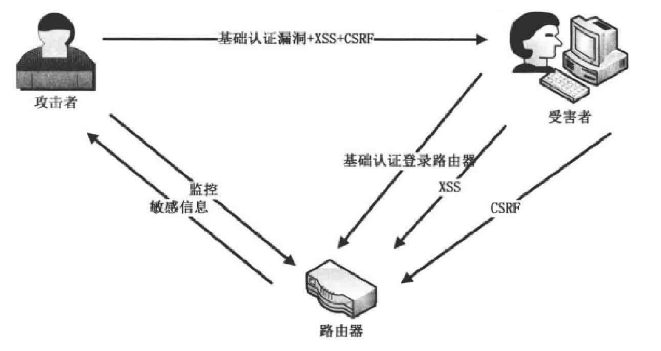 基础认证漏洞+XSS+CSRF
攻击者
受害者
基础认证登录路由器
监控
XSS
敏感信息
CSRF
路由器